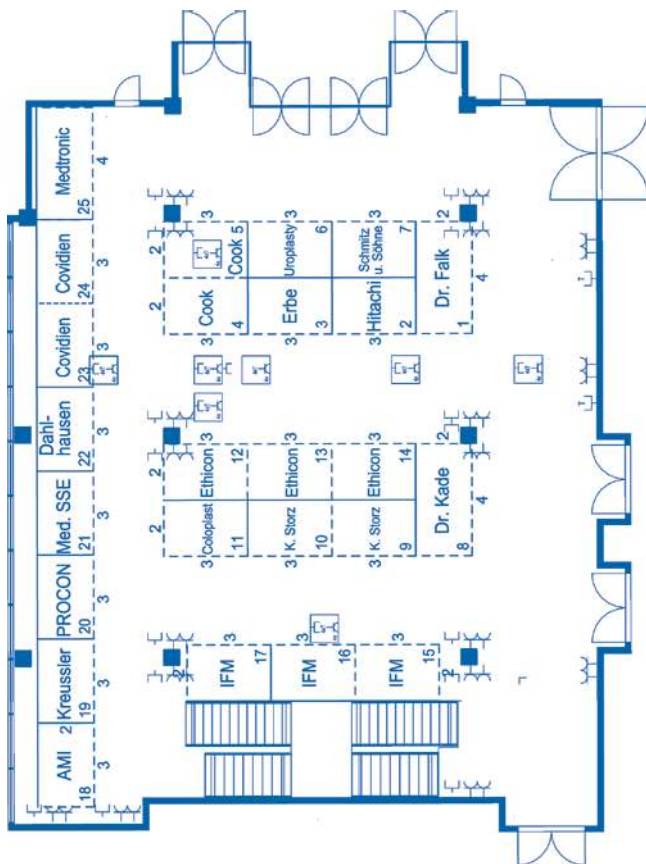 Medtronic
25
4
Covidien
24
3
Covidien
23
3
Dahl-
hausen
22
3
Med. SSE
21
3
PROCON
20
3
Kreussler
19
3
AMI
2
18
3
2
2
3
Cook
5
Cook
4
3
3
Uroplasty
6
Erbe
3
3
3
Schmitz
u. Söhne
7
Hitachi
2
3
2
Dr. Falk
1
4
2
2
3
Ethicon
12
Coloplast
11
3
3
Ethicon
13
K. Storz
10
3
3
Ethicon
14
K. Storz
9
3
2
Dr. Kade
8
4
2
3
IFM
17
3
IFM
16
3
IFM
15
2